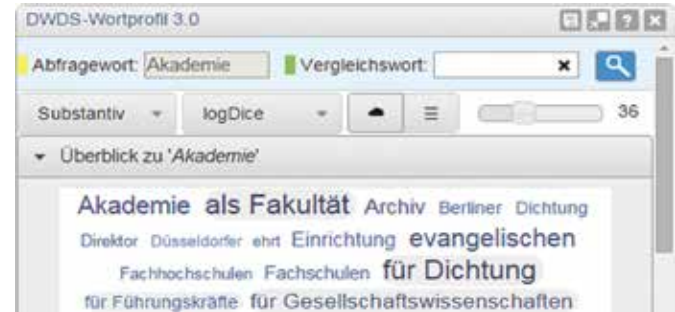 DWDS-Wortprofil 3.0
Abfragewort: Akademie Vergleichswort:
Substantiv logDice 36
Überblick zu 'Akademie'
Akademie als Fakultät Archiv Berliner Dichtung
Direktor Düsseldorfer ehrt Einrichtung evangelischen
Fachhochschulen Fachschulen für Dichtung
für Führungskräfte für Gesellschaftswissenschaften